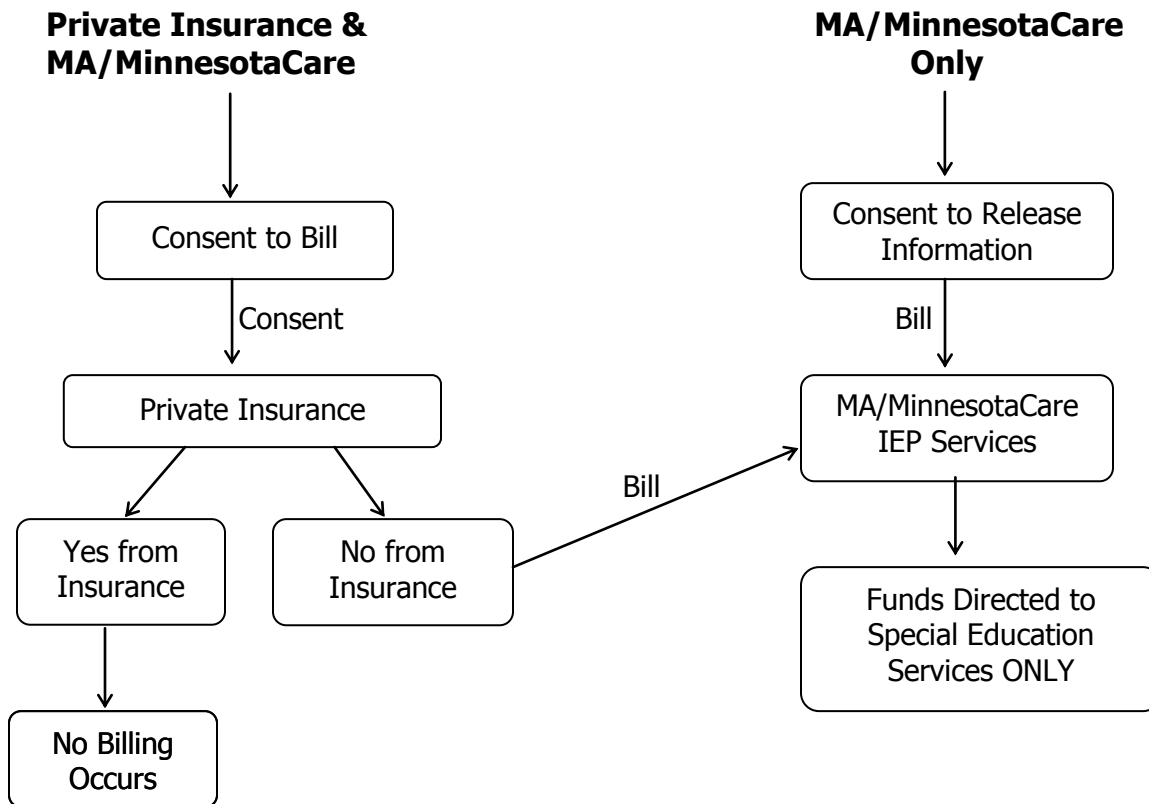 Private Insurance &
MA/MinnesotaCare
MA/MinnesotaCare
Only
Consent to Bill
Consent to Release
Information
Consent
Bill
Private Insurance
MA/MinnesotaCare
IEP Services
Bill
Yes from
Insurance
No from
Insurance
Funds Directed to
Special Education
Services ONLY
No Billing
Occurs